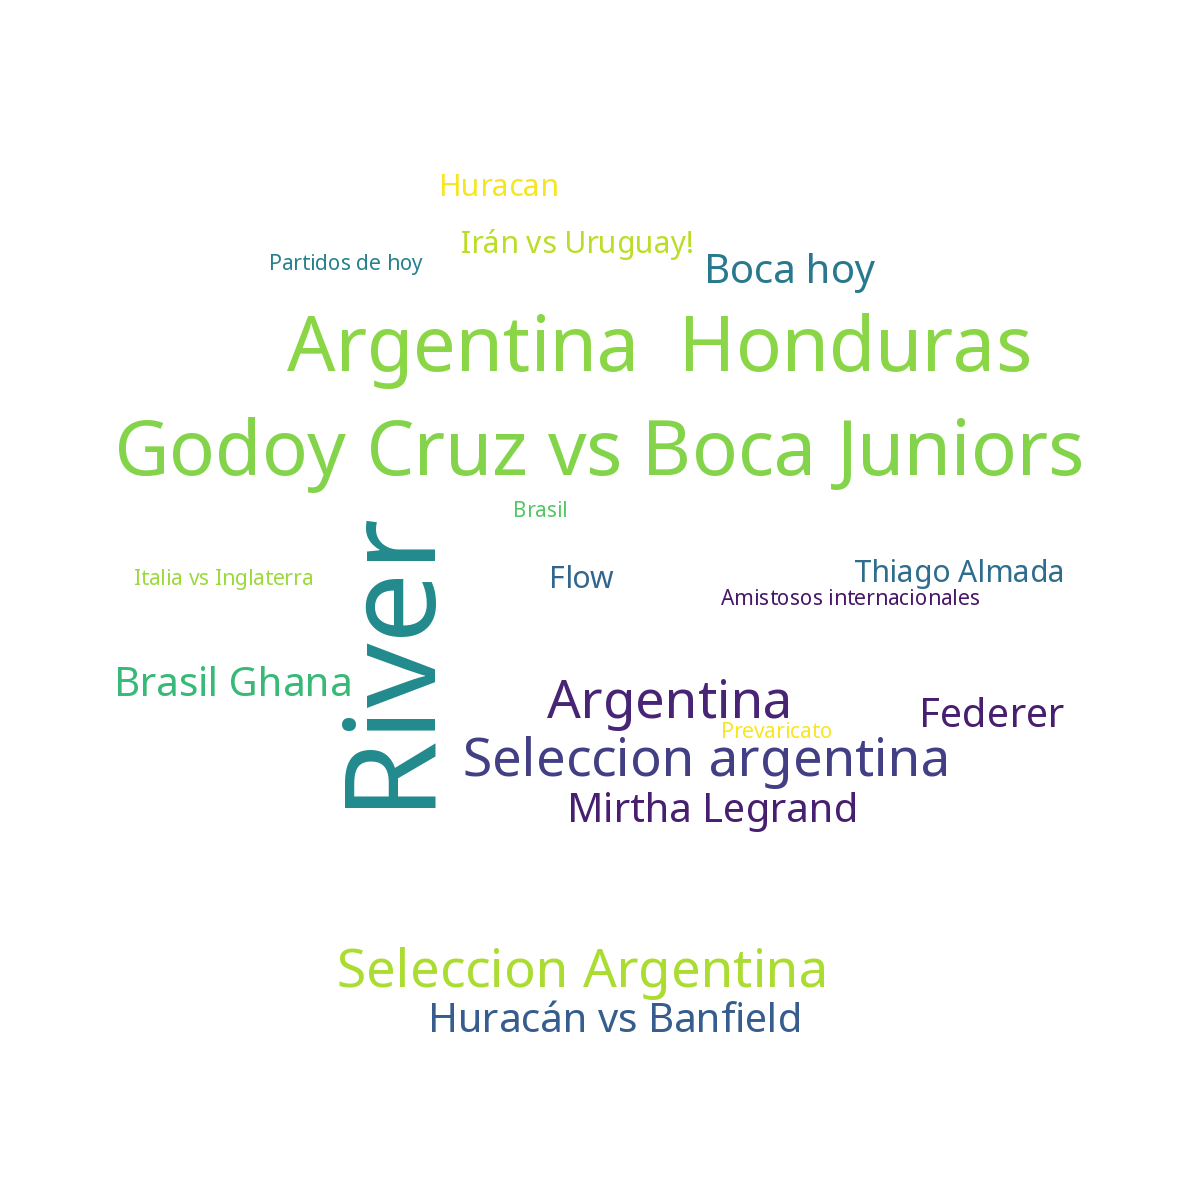 Huracan
Irán vs Uruguay!
Partidos de hoy
Boca hoy
Argentina  Honduras
Godoy Cruz vs Boca Juniors
Brasil
River
Italia vs Inglaterra
Flow
Thiago Almada
Amistosos internacionales
Brasil Ghana
Argentina
Federer
Prevaricato
Seleccion argentina
Mirtha Legrand
Seleccion Argentina
Huracán vs Banfield